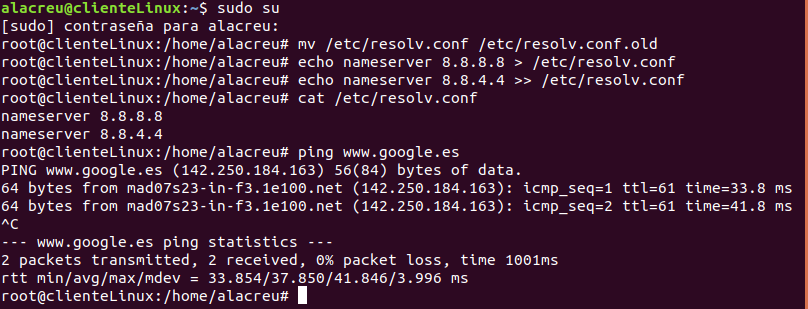 alacreu@clienteLinux:~$ sudo su
[sudo] contraseña para alacreu:
root@clienteLinux:/home/alacreu# mv /etc/resolv.conf /etc/resolv.conf.old
root@clienteLinux:/home/alacreu# echo nameserver 8.8.8.8 > /etc/resolv.conf
root@clienteLinux:/home/alacreu# echo nameserver 8.8.4.4 >> /etc/resolv.conf
root@clienteLinux:/home/alacreu# cat /etc/resolv.conf
nameserver 8.8.8.8
nameserver 8.8.4.4
root@clienteLinux:/home/alacreu# ping www.google.es
PING www.google.es (142.250.184.163) 56(84) bytes of data.
64 bytes from mad07s23-in-f3.1e100.net (142.250.184.163): icmp_seq=1 ttl=61 time=33.8 ms
64 bytes from mad07s23-in-f3.1e100.net (142.250.184.163): icmp_seq=2 ttl=61 time=41.8 ms
^C
--- www.google.es ping statistics ---
2 packets transmitted, 2 received, 0% packet loss, time 1001ms
rtt min/avg/max/mdev = 33.854/37.850/41.846/3.996 ms
root@clienteLinux:/home/alacreu#